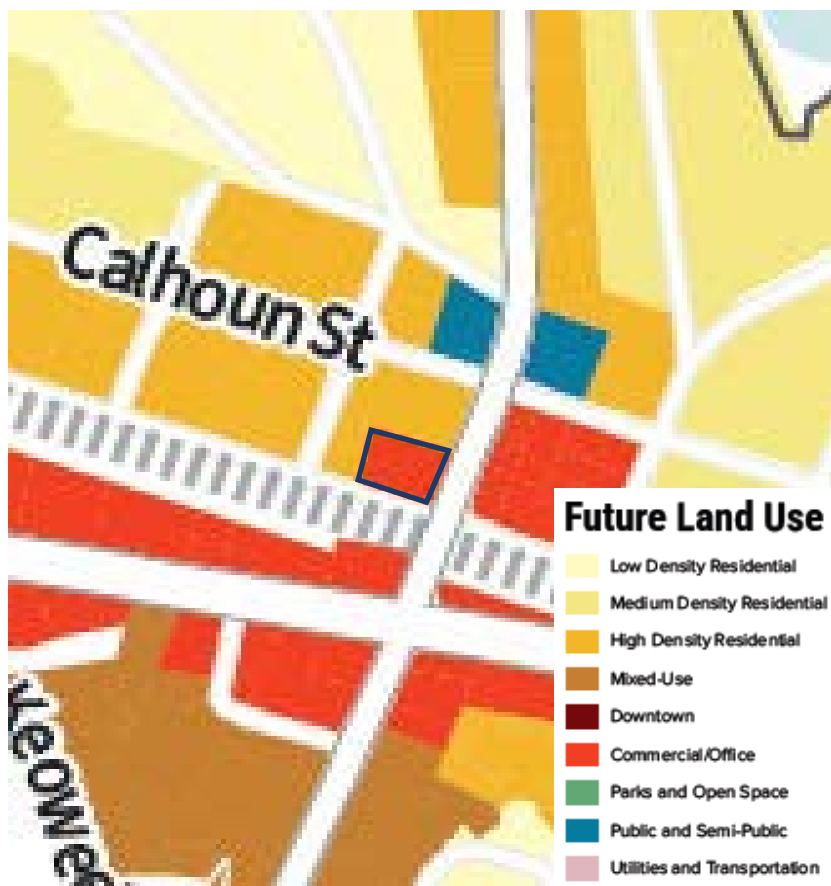 Calhoun St
Keowee
Future Land Use
Low Density Residential
Medium Density Residential
High Density Residential
Mixed-Use
Downtown
Commercial/Office
Parks and Open Space
Public and Semi-Public
Utilities and Transportation